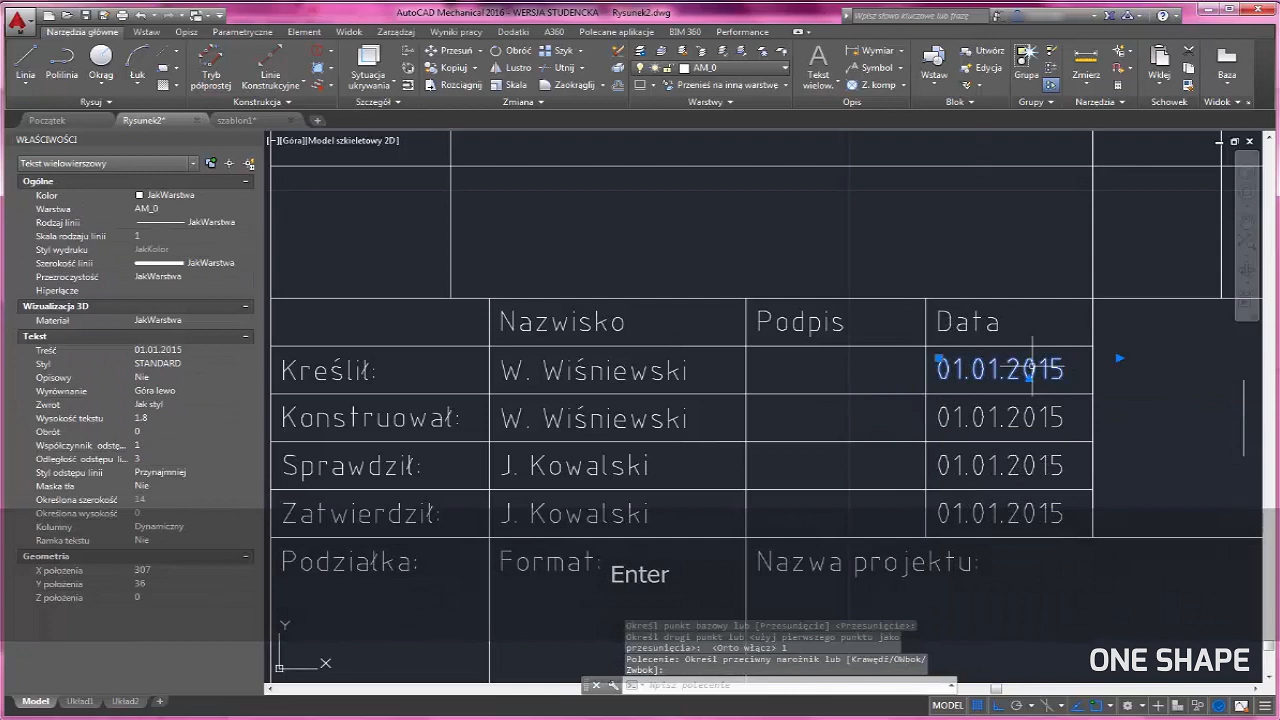 AutoCAD Mechanical 2016 - WERSJA STUDENCKA Rysunek2.dwg
Wpisz słowo kluczowe lub frazę
Narzędzia główne Wstaw Opisz Parametryczne Element Widok Zarządzaj Wyniki pracy Dodatki A360 Polecane aplikacje BIM 360 Performance
Linia Polilinia Okrąg Łuk
Tryb półprostej
Linie Konstrukcyjne
Sytuacja ukrywania
Przesuń Obróć Styk
Kopiuj Lustro Utnij
Rozciągnij Skala Zaokrąglij
AM_0
Przenieś na inną warstwę
Tekst wielow.
Wymiar
Symbol
Z. komp
Wstaw
Utwórz
Edycja
Grupa
Zmierz
Wklej
Baza
Rysuj Konstrukcja Szczegół Zmiana Warstwy Opis Blok Grupy Narzędzia Schowek Widok
Początek Rysunek2* szablon1*
WŁAŚCIWOŚCI
[−][Góra][Model szkieletowy 2D]
Tekst wielowierszowy
Ogólne
Kolor JakWarstwa
Warstwa AM_0
Rodzaj linii JakWarstwa
Skala rodzaju linii 1
Styl wydruku JakKolor
Szerokość linii JakWarstwa
Przezroczystość JakWarstwa
Hiperłącze
Wizualizacja 3D
Materiał JakWarstwa
Tekst
Treść 01.01.2015
Styl STANDARD
Opisowy Nie
Wyrównanie Góra lewo
Zwrot Jak styl
Wysokość tekstu 1.8
Obrót 0
Współczynnik odstę... 1
Odległość odstępu li... 3
Styl odstępu linii Przynajmniej
Maska tła Nie
Określona szerokość 14
Określona wysokość 0
Kolumny Dynamiczny
Ramka tekstu Nie
Geometria
X położenia 307
Y położenia 36
Z położenia 0
Nazwisko Podpis Data
Kreślił: W. Wiśniewski 01.01.2015
Konstruował: W. Wiśniewski 01.01.2015
Sprawdził: J. Kowalski 01.01.2015
Zatwierdził: J. Kowalski 01.01.2015
Podziałka: Format: Nazwa projektu:
Enter
Y
X
Określ punkt bazowy lub [Przesunięcie] <Przesunięcie>:
Określ drugi punkt lub <użyj pierwszego punktu jako
przesunięcia>: <Orto włącz> 1
Polecenie: Określ przeciwny narożnik lub [Krawędź/OWbok/
ZWbok]:
Wpisz polecenie
ONE SHAPE
Model Układ1 Układ2
MODEL